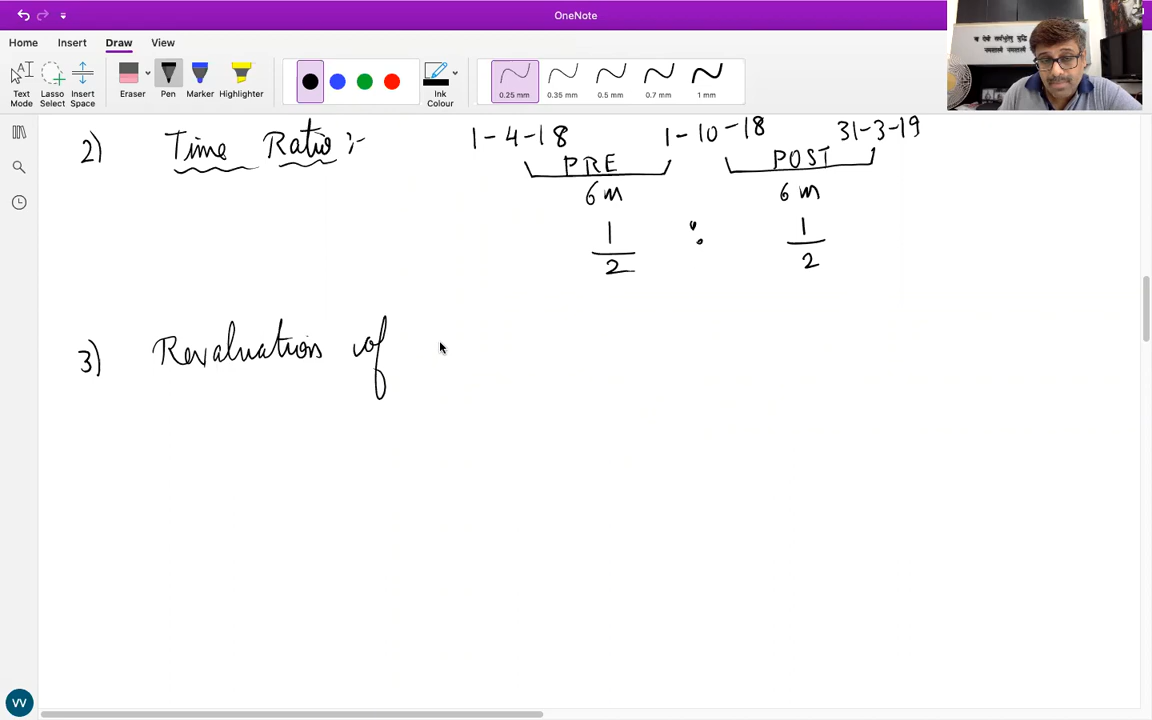 OneNote
Home Insert Draw View
Text Mode
Lasso Select
Insert Space
Eraser
Pen
Marker
Highlighter
Ink Colour
0.25 mm
0.35 mm
0.5 mm
0.7 mm
1 mm
2) Time Ratio :-
1-4-18 1-10-18 31-3-19
PRE POST
6 m 6 m
1/2 : 1/2
3) Revaluation of
VV